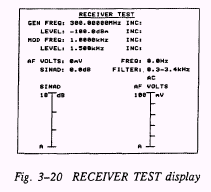 RECEIVER TEST
GEN FREQ: 300.00000MHz INC:
LEVEL: -100.0dBm INC:
MOD FREQ: 1.0000kHz INC:
LEVEL: 1.500kHz INC:
AF VOLTS: 0mV FREQ: 0.0Hz
SINAD: 0.0dB FILTER: 0.3-3.4kHz
AC
SINAD AF VOLTS
18 dB 100 mV
A A
Fig. 3–20 RECEIVER TEST display